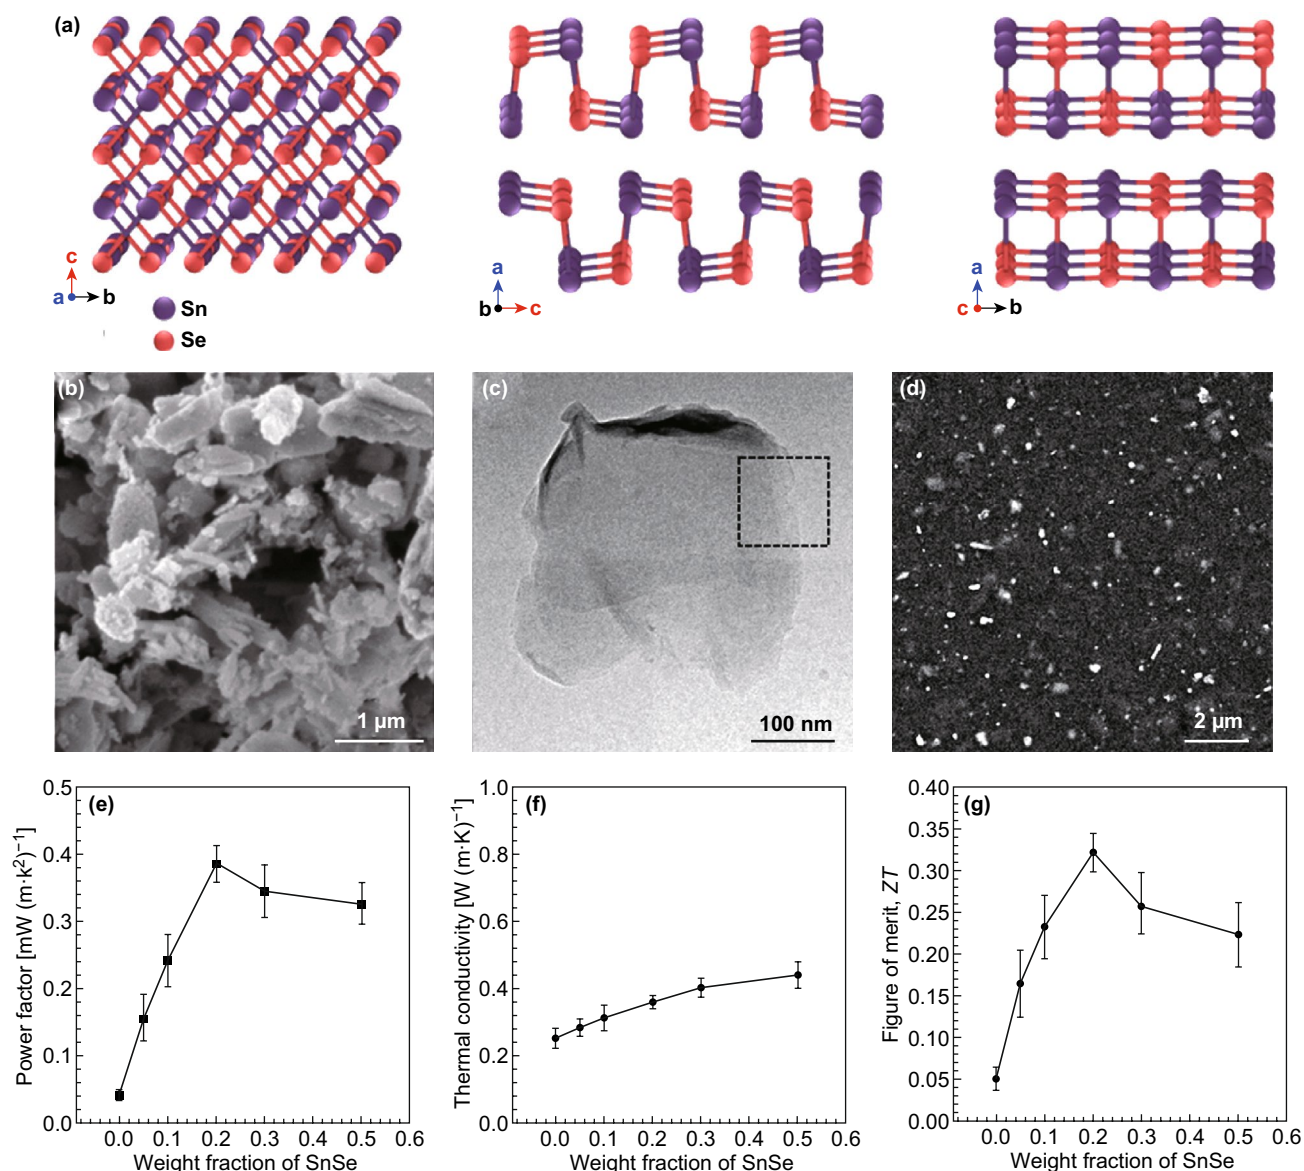 (a)
c
a b
Sn
Se
a
b c
a
c b
(b)
1 μm
(c)
100 nm
(d)
2 μm
(e)
Power factor [mW (m·k²)⁻¹]
0.5
0.4
0.3
0.2
0.1
0.0
0.0 0.1 0.2 0.3 0.4 0.5 0.6
Weight fraction of SnSe
(f)
Thermal conductivity [W (m·K)⁻¹]
1.0
0.8
0.6
0.4
0.2
0.0
0.0 0.1 0.2 0.3 0.4 0.5 0.6
Weight fraction of SnSe
(g)
Figure of merit, ZT
0.40
0.35
0.30
0.25
0.20
0.15
0.10
0.05
0.00
0.0 0.1 0.2 0.3 0.4 0.5 0.6
Weight fraction of SnSe